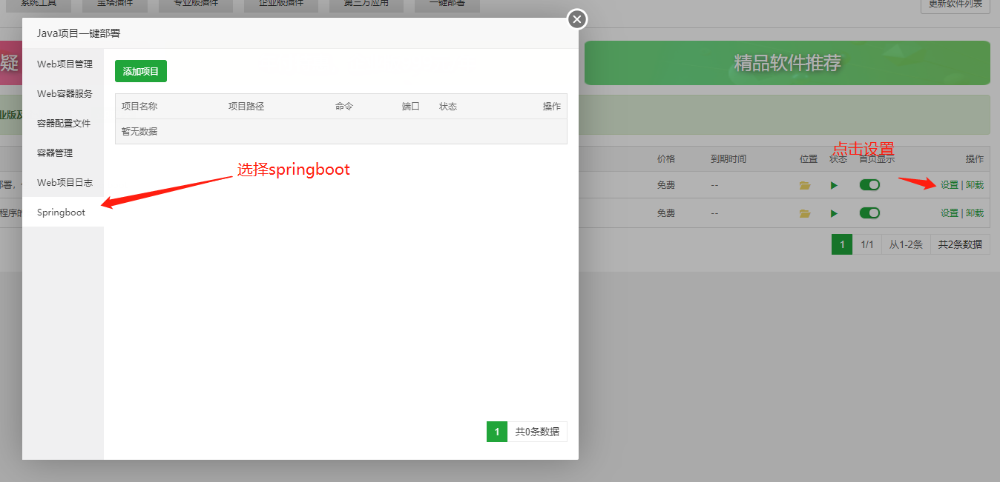 系统工具 宝塔插件 专业版插件 企业版插件 第三方应用 一键部署 更新软件列表
Java项目一键部署
疑
精品软件推荐
Web项目管理
添加项目
Web容器服务
项目名称 项目路径 命令 端口 状态 操作
业版及
容器配置文件
暂无数据
点击设置
容器管理
价格 到期时间 位置 状态 首页显示 操作
选择springboot
Web项目日志
部署,
免费 -- 设置 | 卸载
Springboot
程序的
免费 -- 设置 | 卸载
1 1/1 从1-2条 共2条数据
1 共0条数据